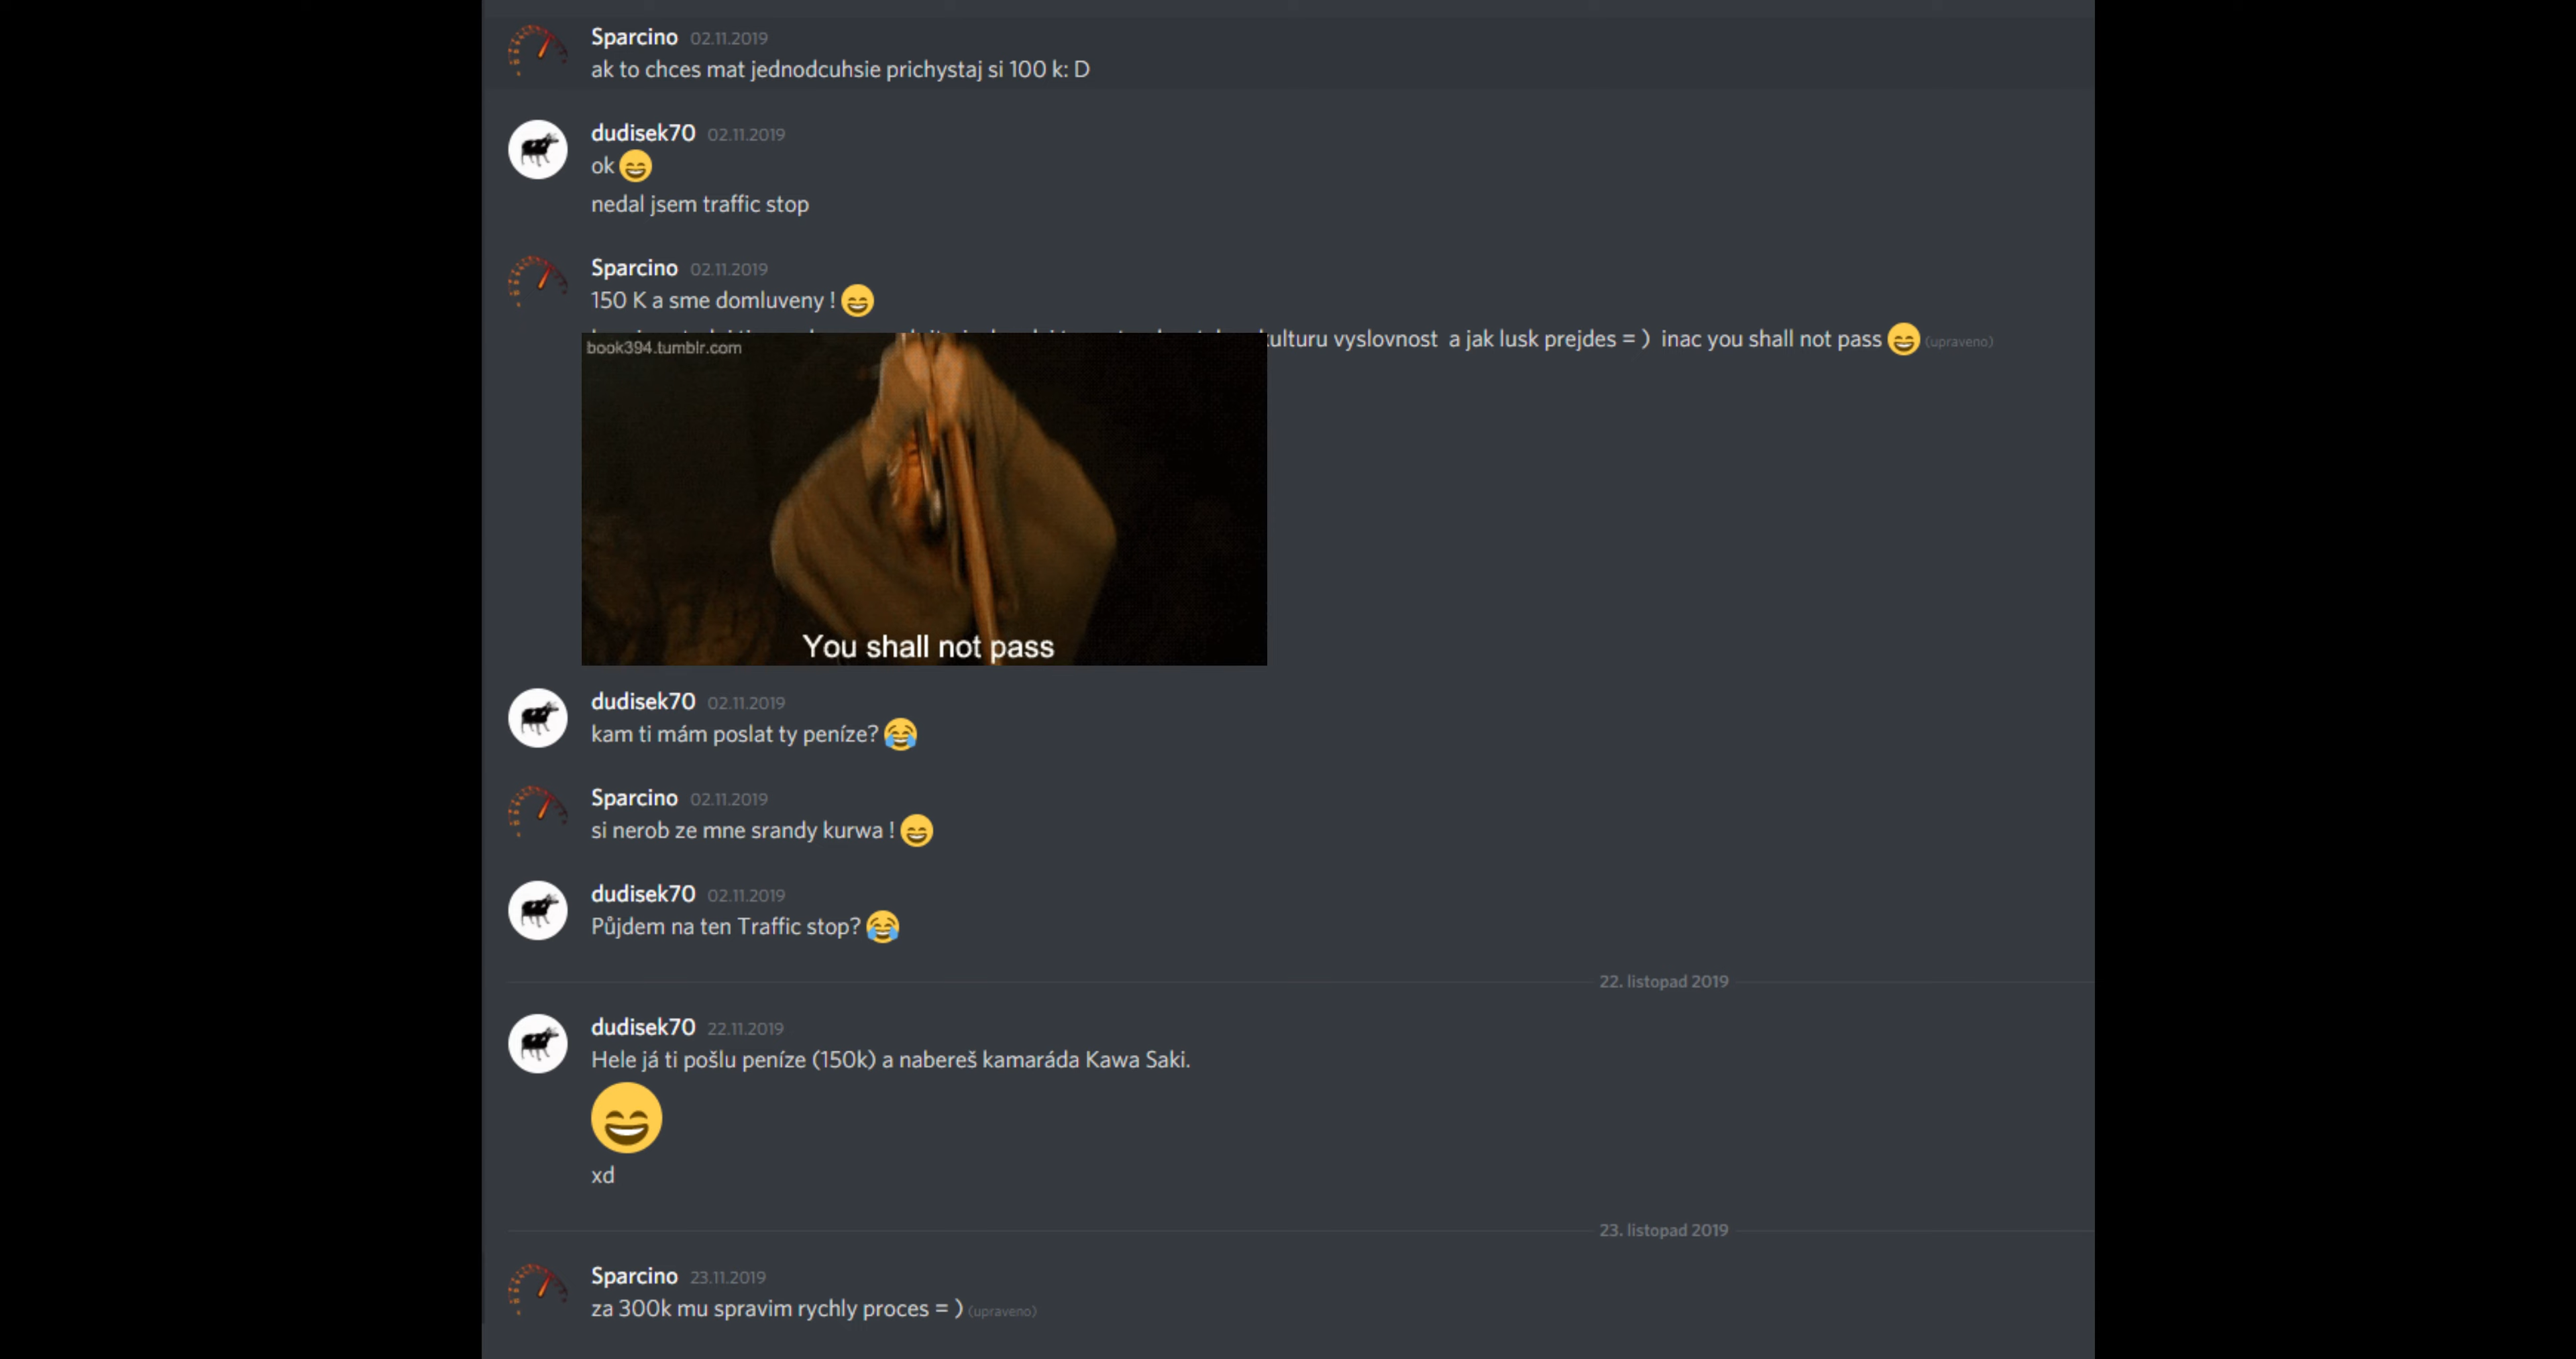 Sparcino 02.11.2019
ak to chces mat jednodcuhsie prichystaj si 100 k: D
dudisek70 02.11.2019
ok 😄
nedal jsem traffic stop
Sparcino 02.11.2019
150 K a sme domluveny ! 😄
kulturu vyslovnost a jak lusk prejdes = ) inac you shall not pass 😄 (upraveno)
book394.tumblr.com
You shall not pass
dudisek70 02.11.2019
kam ti mám poslat ty peníze? 😂
Sparcino 02.11.2019
si nerob ze mne srandy kurwa ! 😄
dudisek70 02.11.2019
Půjdem na ten Traffic stop? 😂
22. listopad 2019
dudisek70 22.11.2019
Hele já ti pošlu peníze (150k) a nabereš kamaráda Kawa Saki.
😄
xd
23. listopad 2019
Sparcino 23.11.2019
za 300k mu spravim rychly proces = ) (upraveno)